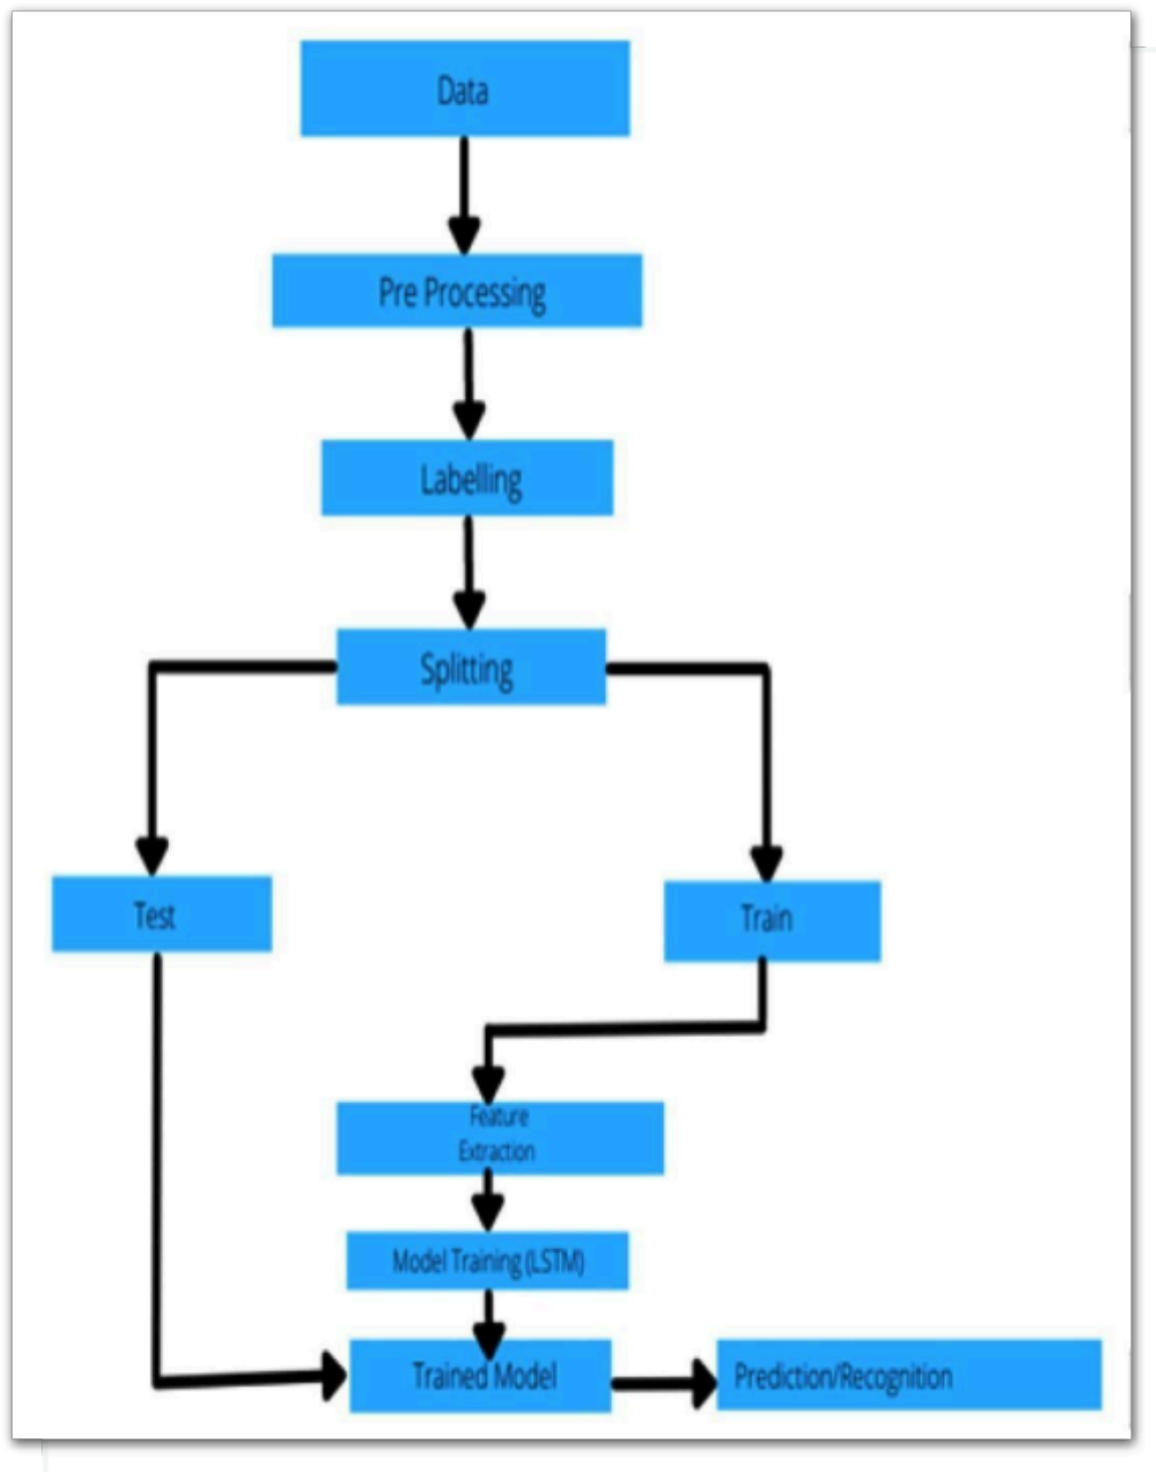 Data
Pre Processing
Labelling
Splitting
Test
Train
Feature
Extraction
Model Training (LSTM)
Trained Model
Prediction/Recognition